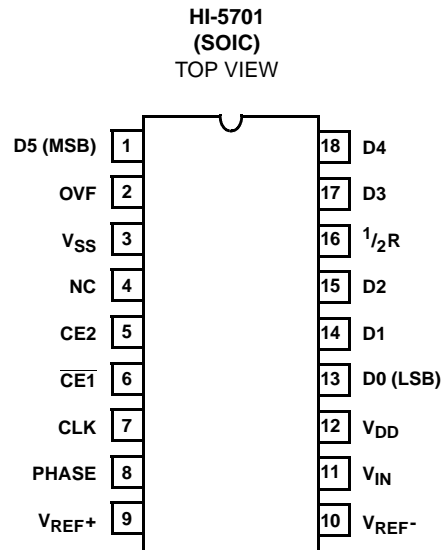 HI-5701
(SOIC)
TOP VIEW
D5 (MSB) 1 18 D4
OVF 2 17 D3
VSS 3 16 1/2R
NC 4 15 D2
CE2 5 14 D1
C̅E̅1̅ 6 13 D0 (LSB)
CLK 7 12 VDD
PHASE 8 11 VIN
VREF+ 9 10 VREF-